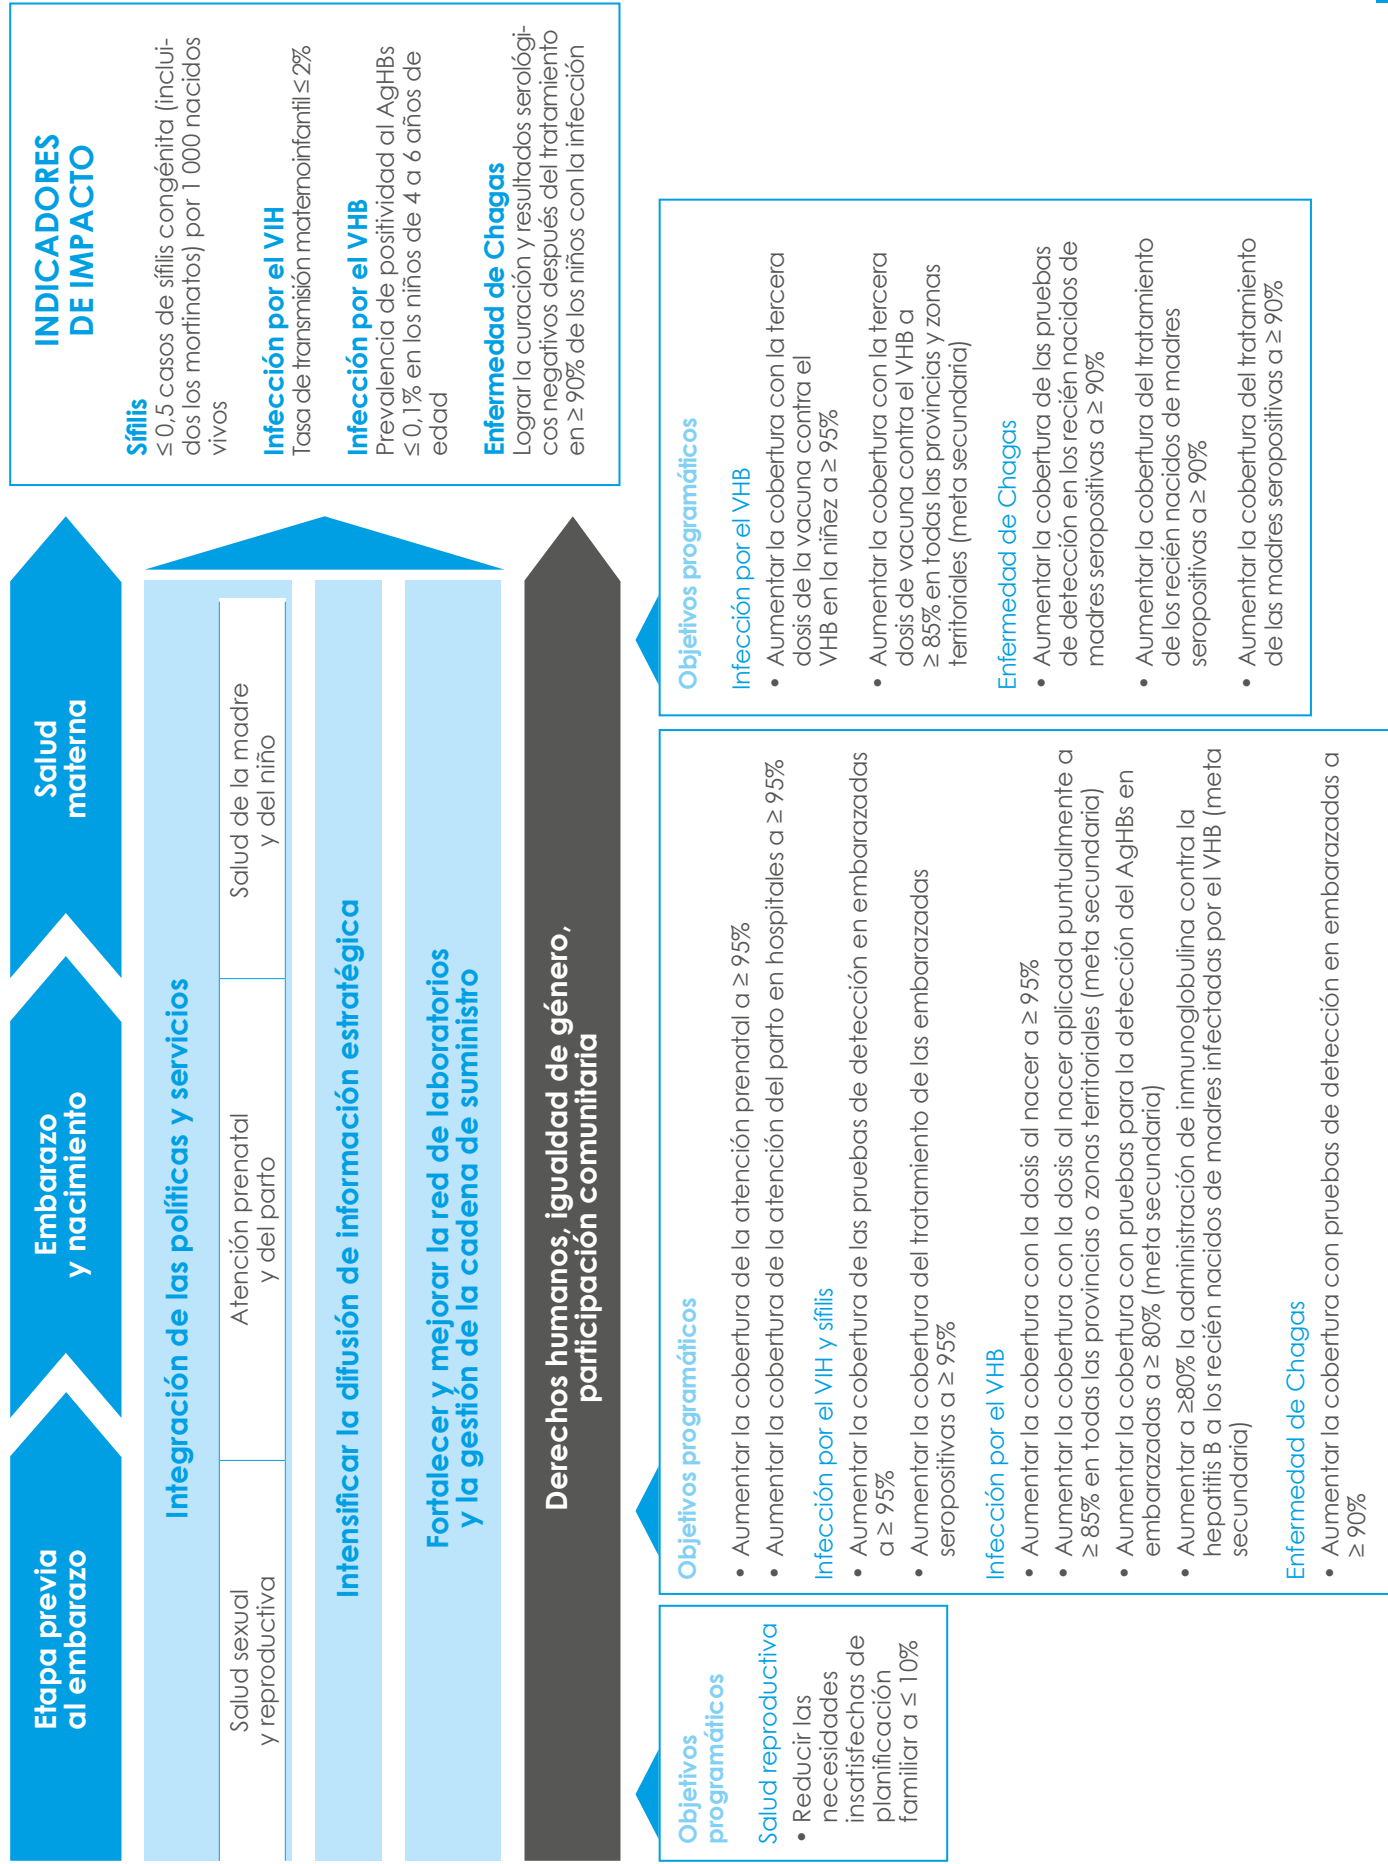 Etapa previa
al embarazo
Embarazo
y nacimiento
Salud
materna
Integración de las políticas y servicios
Salud sexual
y reproductiva
Atención prenatal
y del parto
Salud de la madre
y del niño
Intensificar la difusión de información estratégica
Fortalecer y mejorar la red de laboratorios
y la gestión de la cadena de suministro
Derechos humanos, igualdad de género,
participación comunitaria
INDICADORES
DE IMPACTO
Sífilis
≤ 0,5 casos de sífilis congénita (inclui-
dos los mortinatos) por 1 000 nacidos
vivos
Infección por el VIH
Tasa de transmisión maternoinfantil ≤ 2%
Infección por el VHB
Prevalencia de positividad al AgHBs
≤ 0,1% en los niños de 4 a 6 años de
edad
Enfermedad de Chagas
Lograr la curación y resultados serológi-
cos negativos después del tratamiento
en ≥ 90% de los niños con la infección
Objetivos
programáticos
Salud reproductiva
• Reducir las
necesidades
insatisfechas de
planificación
familiar a ≤ 10%
Objetivos programáticos
• Aumentar la cobertura de la atención prenatal a ≥ 95%
• Aumentar la cobertura de la atención del parto en hospitales a ≥ 95%
Infección por el VIH y sífilis
• Aumentar la cobertura de las pruebas de detección en embarazadas
a ≥ 95%
• Aumentar la cobertura del tratamiento de las embarazadas
seropositivas a ≥ 95%
Infección por el VHB
• Aumentar la cobertura con la dosis al nacer a ≥ 95%
• Aumentar la cobertura con la dosis al nacer aplicada puntualmente a
≥ 85% en todas las provincias o zonas territoriales (meta secundaria)
• Aumentar la cobertura con pruebas para la detección del AgHBs en
embarazadas a ≥ 80% (meta secundaria)
• Aumentar a ≥80% la administración de inmunoglobulina contra la
hepatitis B a los recién nacidos de madres infectadas por el VHB (meta
secundaria)
Enfermedad de Chagas
• Aumentar la cobertura con pruebas de detección en embarazadas a
≥ 90%
Objetivos programáticos
Infección por el VHB
• Aumentar la cobertura con la tercera
dosis de la vacuna contra el
VHB en la niñez a ≥ 95%
• Aumentar la cobertura con la tercera
dosis de vacuna contra el VHB a
≥ 85% en todas las provincias y zonas
territoriales (meta secundaria)
Enfermedad de Chagas
• Aumentar la cobertura de las pruebas
de detección en los recién nacidos de
madres seropositivas a ≥ 90%
• Aumentar la cobertura del tratamiento
de los recién nacidos de madres
seropositivas a ≥ 90%
• Aumentar la cobertura del tratamiento
de las madres seropositivas a ≥ 90%